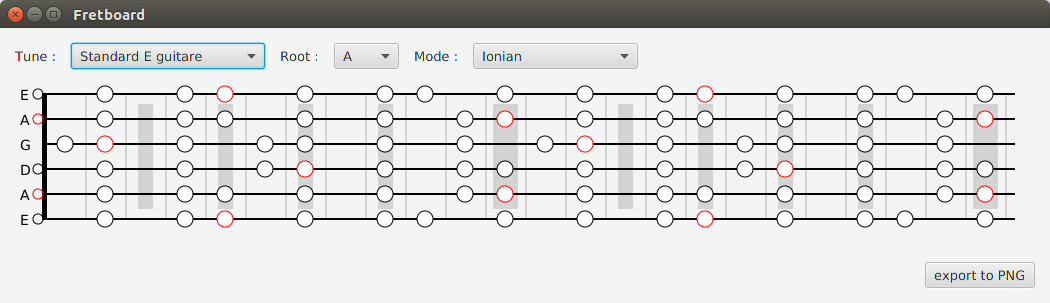 Fretboard
Tune : Standard E guitare Root : A Mode : Ionian
E
A
G
D
A
E
export to PNG